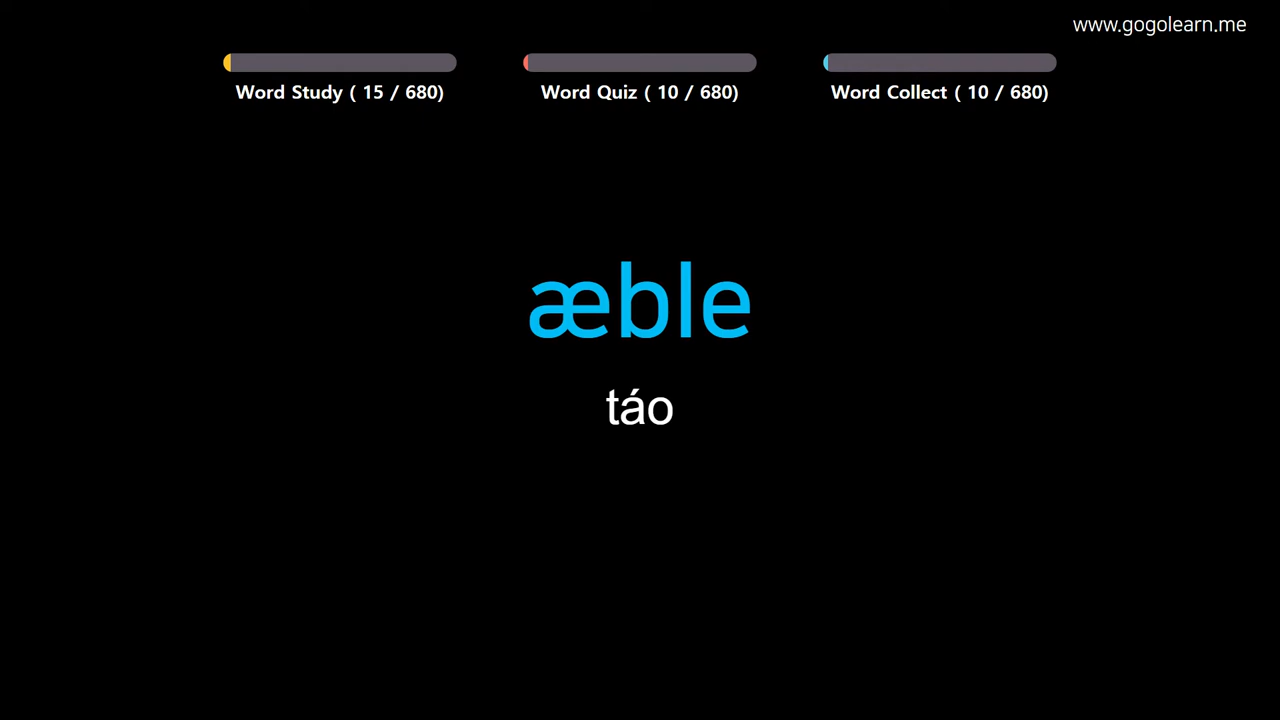 www.gogolearn.me
Word Study ( 15 / 680)
Word Quiz ( 10 / 680)
Word Collect ( 10 / 680)
æble
táo